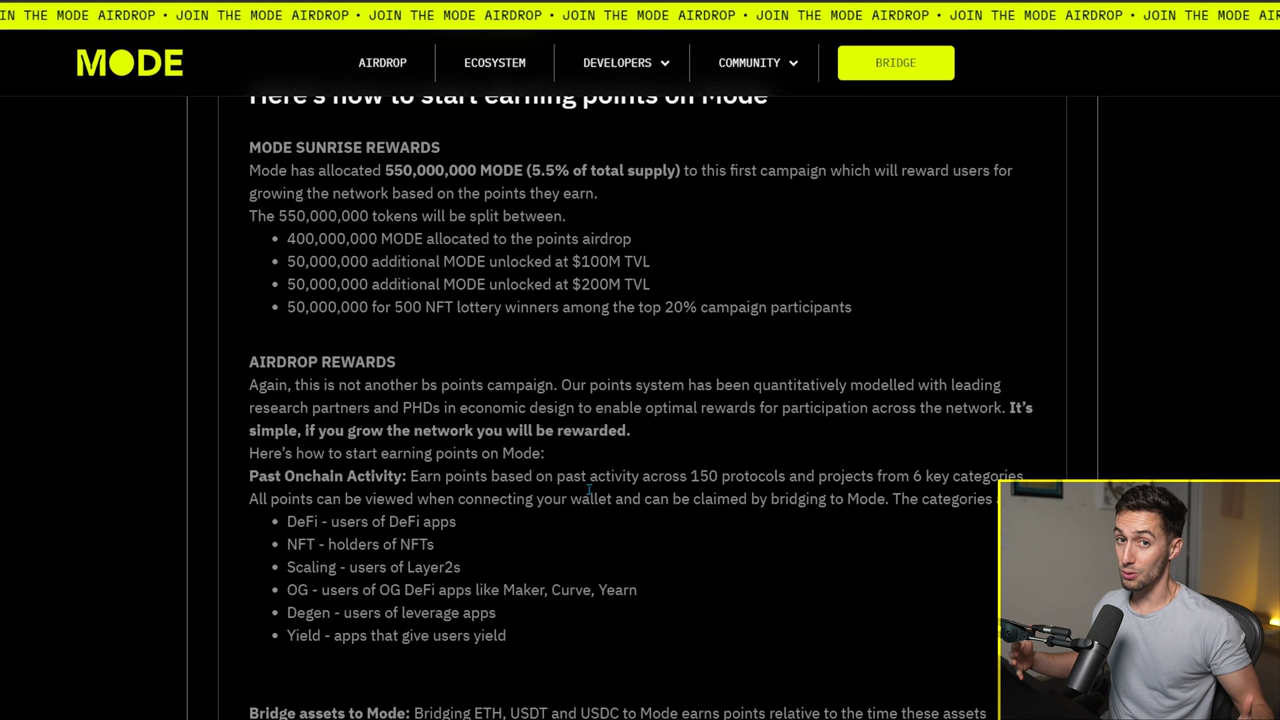 IN THE MODE AIRDROP • JOIN THE MODE AIRDROP • JOIN THE MODE AIRDROP • JOIN THE MODE AIRDROP • JOIN THE MODE AIRDROP • JOIN THE MODE AIRDROP • JOIN THE MODE AI
MODE AIRDROP ECOSYSTEM DEVELOPERS COMMUNITY BRIDGE
Here's how to start earning points on Mode
MODE SUNRISE REWARDS
Mode has allocated 550,000,000 MODE (5.5% of total supply) to this first campaign which will reward users for
growing the network based on the points they earn.
The 550,000,000 tokens will be split between.
• 400,000,000 MODE allocated to the points airdrop
• 50,000,000 additional MODE unlocked at $100M TVL
• 50,000,000 additional MODE unlocked at $200M TVL
• 50,000,000 for 500 NFT lottery winners among the top 20% campaign participants
AIRDROP REWARDS
Again, this is not another bs points campaign. Our points system has been quantitatively modelled with leading
research partners and PHDs in economic design to enable optimal rewards for participation across the network. It's
simple, if you grow the network you will be rewarded.
Here's how to start earning points on Mode:
Past Onchain Activity: Earn points based on past activity across 150 protocols and projects from 6 key categories.
All points can be viewed when connecting your wallet and can be claimed by bridging to Mode. The categories
• DeFi - users of DeFi apps
• NFT - holders of NFTs
• Scaling - users of Layer2s
• OG - users of OG DeFi apps like Maker, Curve, Yearn
• Degen - users of leverage apps
• Yield - apps that give users yield
Bridge assets to Mode: Bridging ETH, USDT and USDC to Mode earns points relative to the time these assets